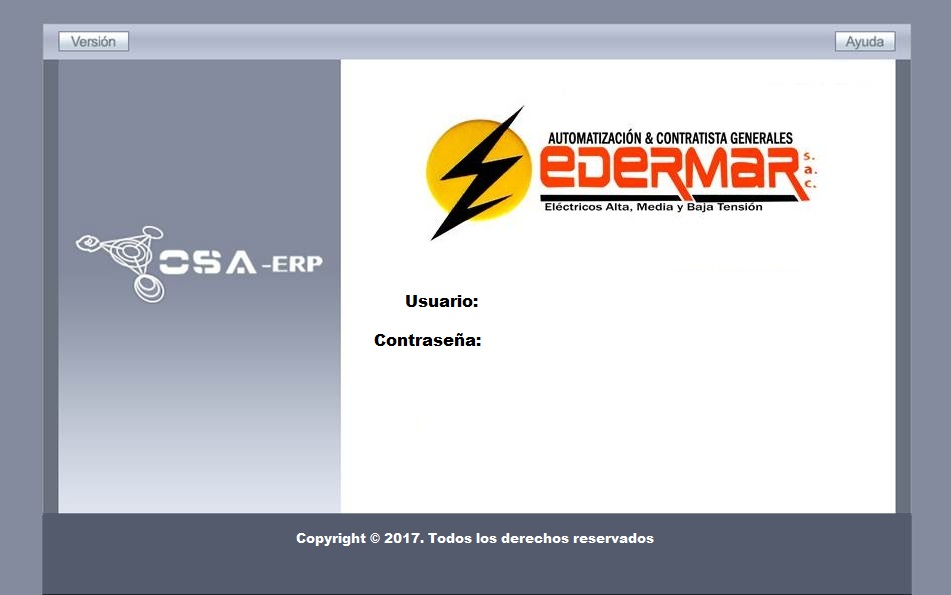 Versión
Ayuda
AUTOMATIZACIÓN & CONTRATISTA GENERALES
EDERMAR s.a.c.
Eléctricos Alta, Media y Baja Tensión
OSA-ERP
Usuario:
Contraseña:
Copyright © 2017. Todos los derechos reservados